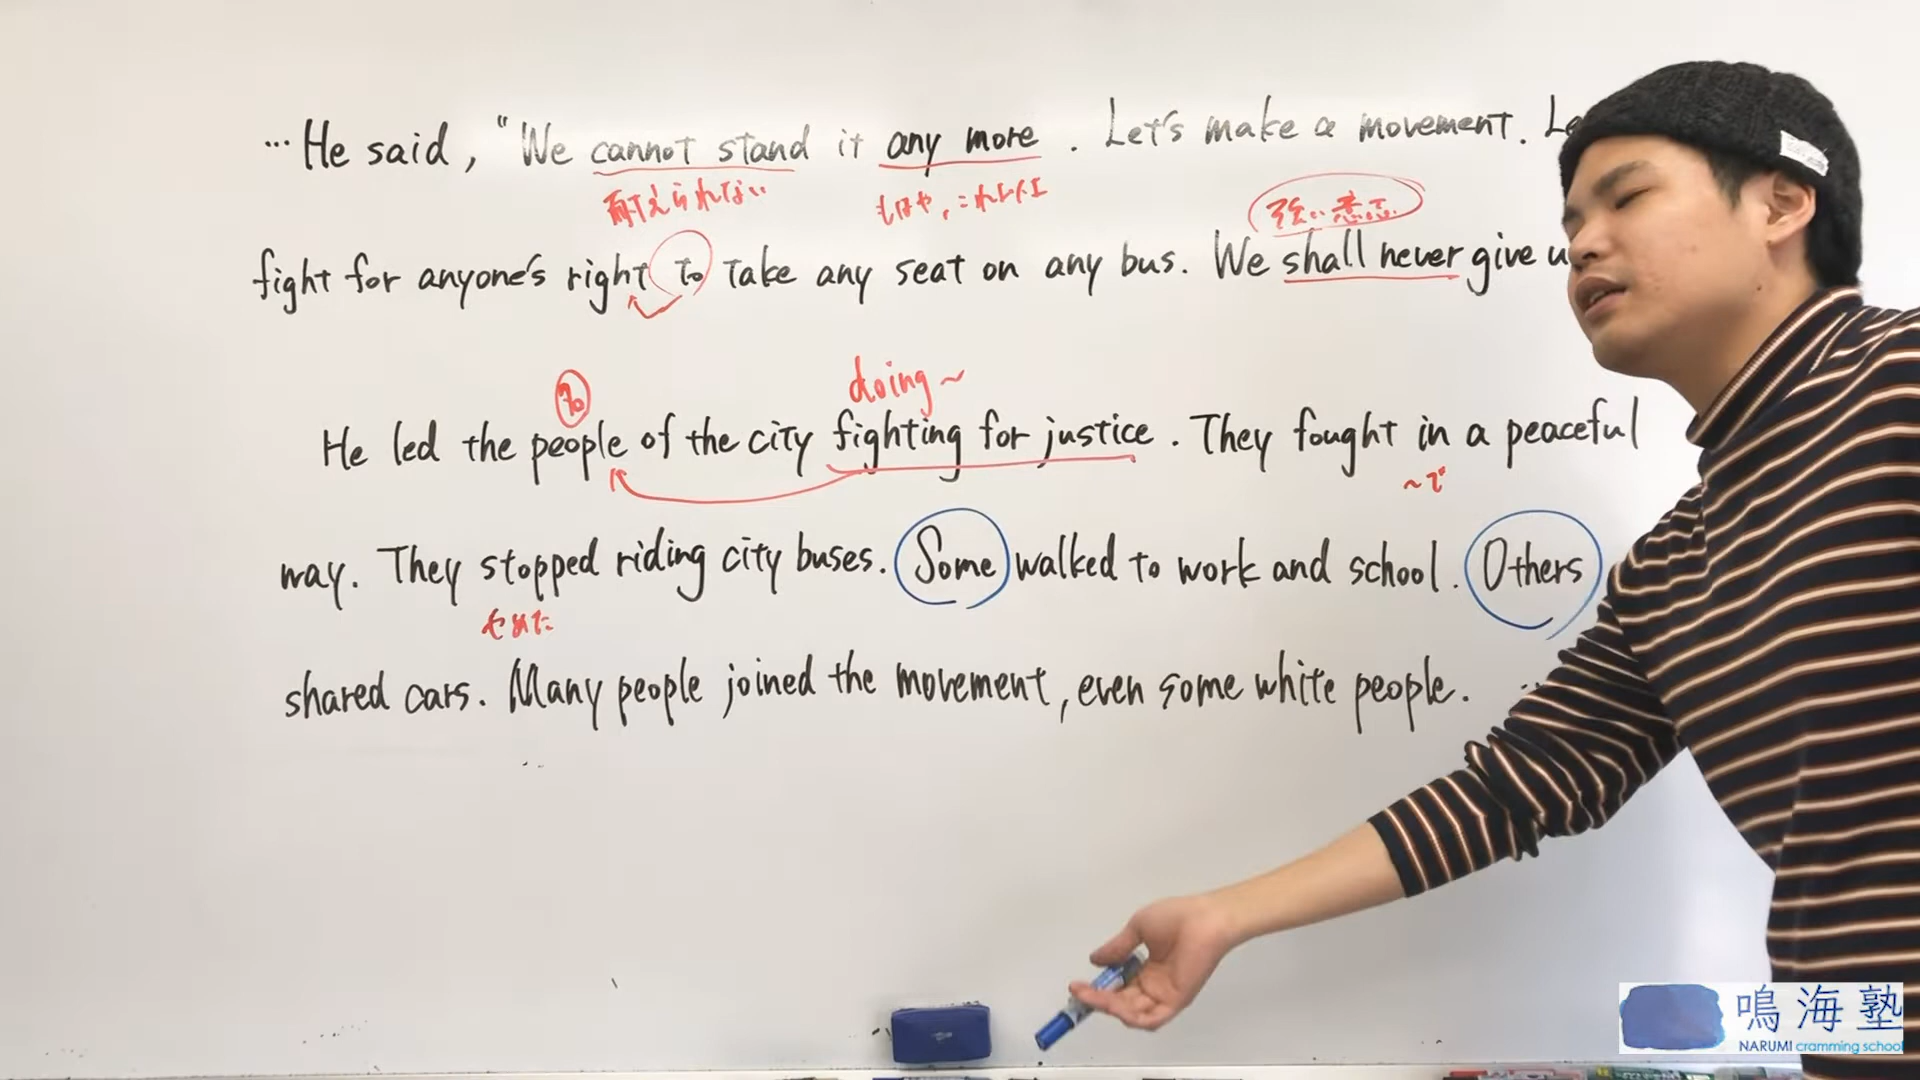 … He said, "We cannot stand it any more. Let's make a movement. Le
耐えられない もはや,これ以上 強い意志
fight for anyone's right to take any seat on any bus. We shall never give u
名 doing~
He led the people of the city fighting for justice. They fought in a peaceful
~で
way. They stopped riding city buses. Some walked to work and school. Others
やめた
shared cars. Many people joined the movement, even some white people.
鳴海塾
NARUMI cramming school